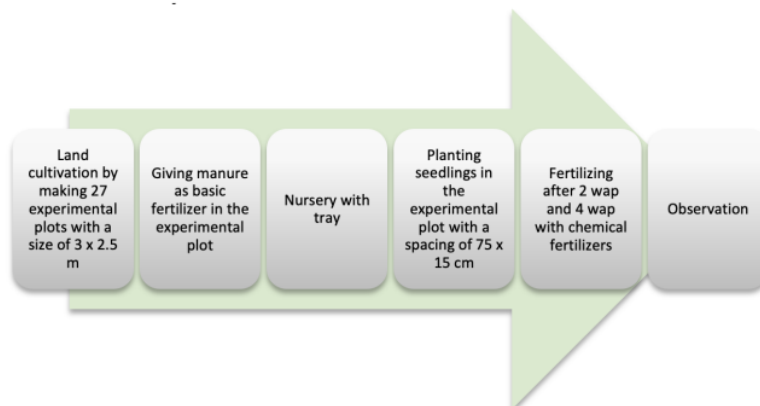 Land
cultivation by
making 27
experimental
plots with a
size of 3 x 2.5
m
Giving manure
as basic
fertilizer in the
experimental
plot
Nursery with
tray
Planting
seedlings in
the
experimental
plot with a
spacing of 75 x
15 cm
Fertilizing
after 2 wap
and 4 wap
with chemical
fertilizers
Observation